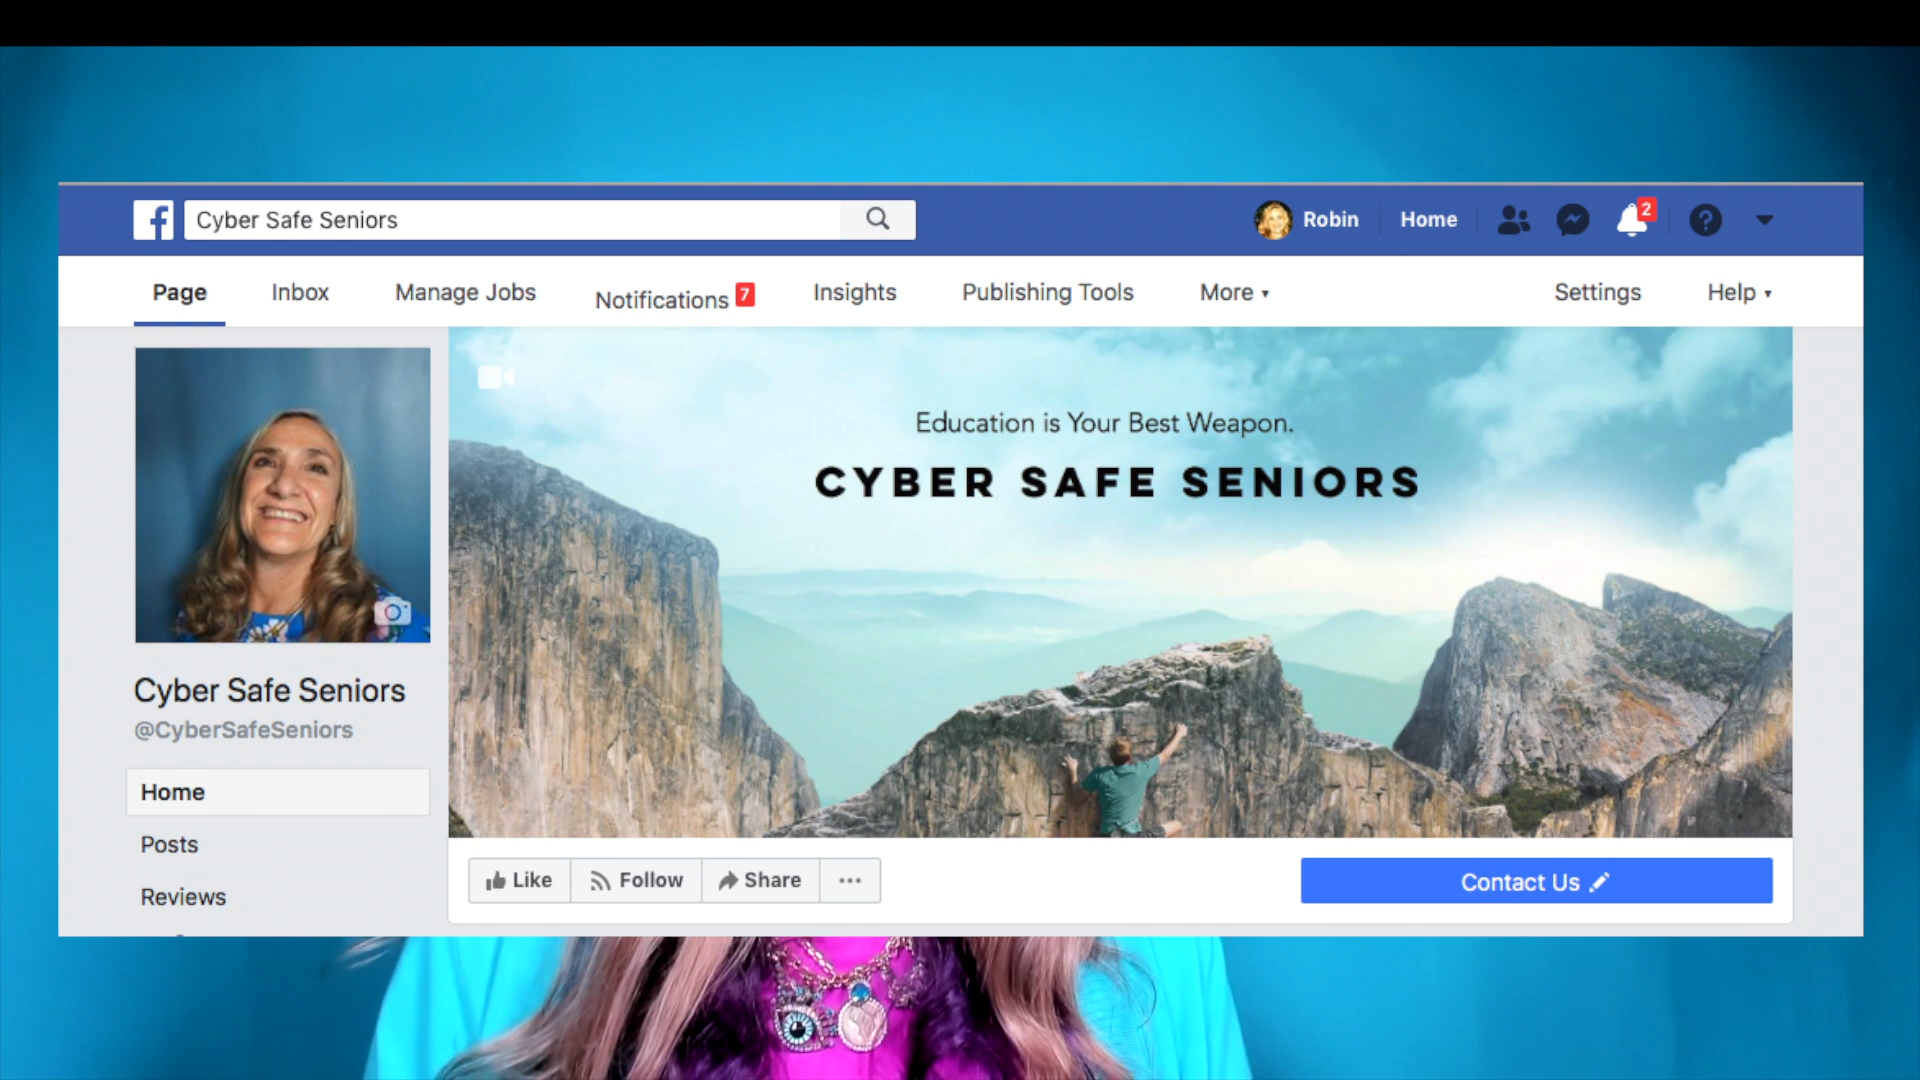 Cyber Safe Seniors
Robin
Home
2
Page
Inbox
Manage Jobs
Notifications 7
Insights
Publishing Tools
More
Settings
Help
Education is Your Best Weapon.
CYBER SAFE SENIORS
Cyber Safe Seniors
@CyberSafeSeniors
Home
Posts
Reviews
Like
Follow
Share
Contact Us